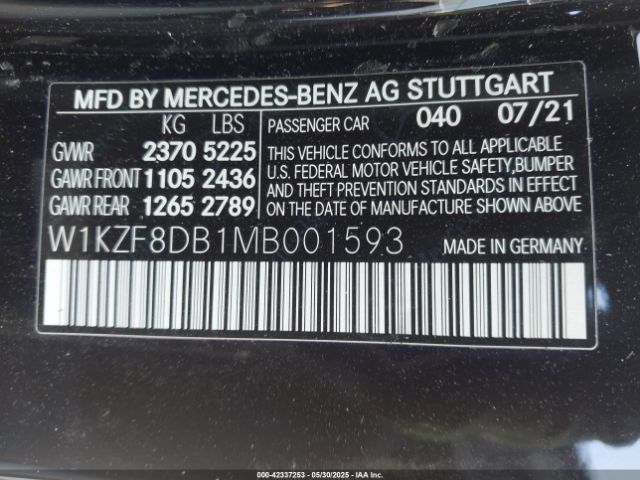 MFD BY MERCEDES-BENZ AG STUTTGART
KG LBS PASSENGER CAR 040 07/21
GVWR 2370 5225 THIS VEHICLE CONFORMS TO ALL APPLICABLE
GAWR FRONT 1105 2436 U.S. FEDERAL MOTOR VEHICLE SAFETY,BUMPER
AND THEFT PREVENTION STANDARDS IN EFFECT
GAWR REAR 1265 2789 ON THE DATE OF MANUFACTURE SHOWN ABOVE
W1KZF8DB1MB001593 MADE IN GERMANY
IAA - 42337253 - 05/30/2025 - IAAI.COM